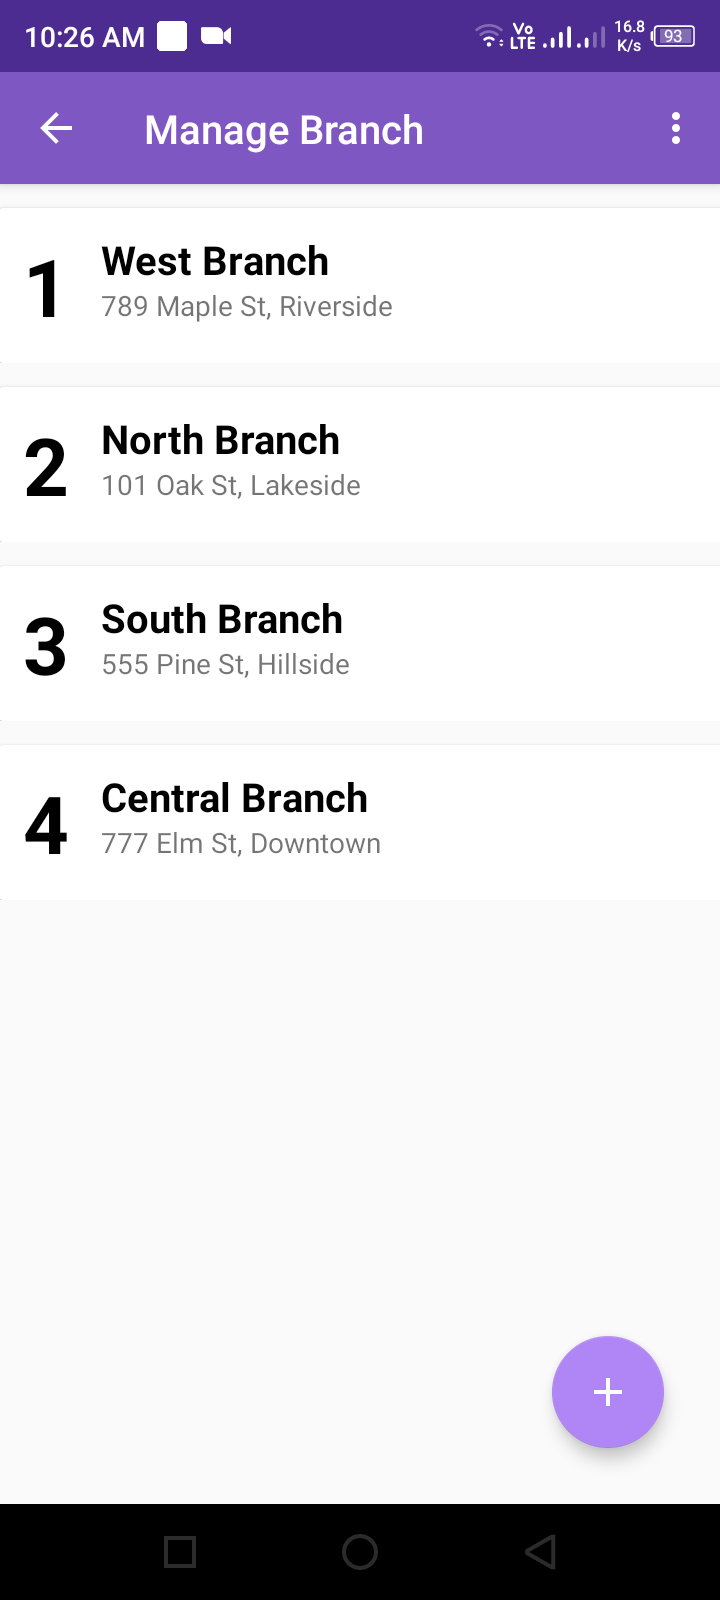 10:26 AM
Vo
LTE
16.8
K/s
93
Manage Branch
1
West Branch
789 Maple St, Riverside
2
North Branch
101 Oak St, Lakeside
3
South Branch
555 Pine St, Hillside
4
Central Branch
777 Elm St, Downtown
+